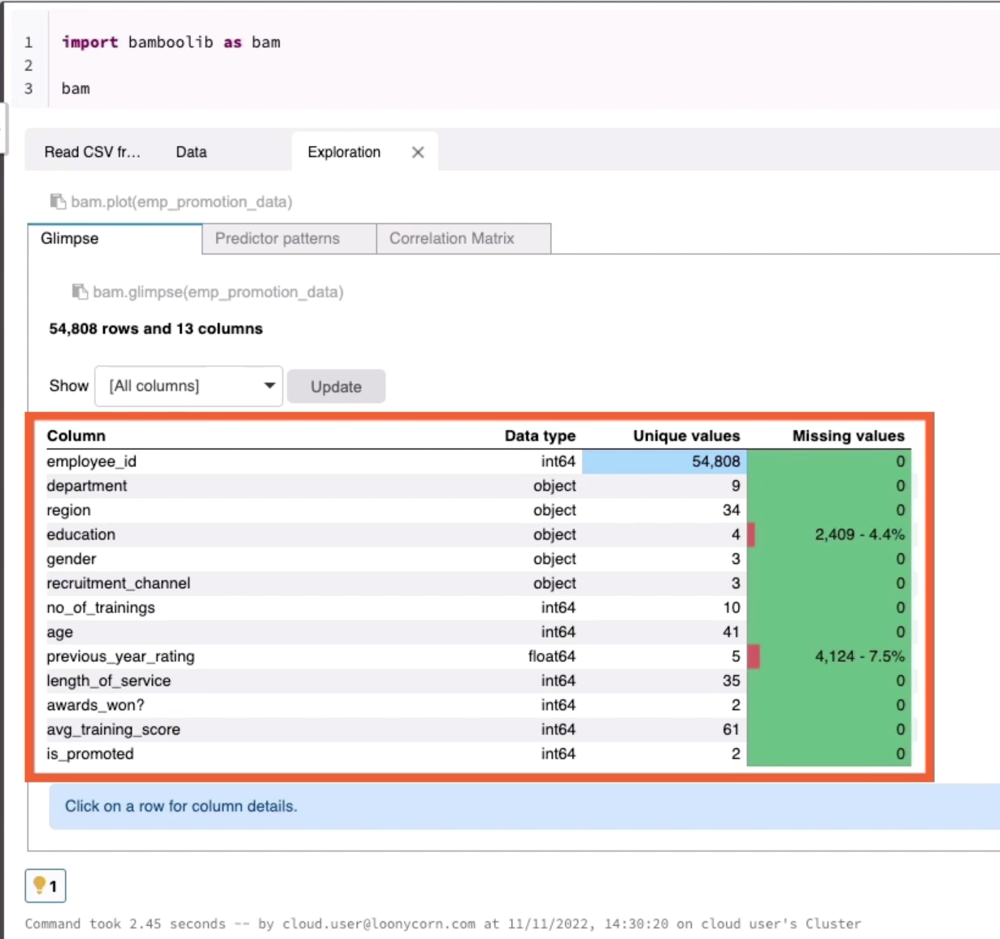 1 import bamboolib as bam
2
3 bam
Read CSV fr... Data Exploration ✕
bam.plot(emp_promotion_data)
Glimpse Predictor patterns Correlation Matrix
bam.glimpse(emp_promotion_data)
54,808 rows and 13 columns
Show [All columns] Update
Column Data type Unique values Missing values
employee_id int64 54,808 0
department object 9 0
region object 34 0
education object 4 2,409 - 4.4%
gender object 3 0
recruitment_channel object 3 0
no_of_trainings int64 10 0
age int64 41 0
previous_year_rating float64 5 4,124 - 7.5%
length_of_service int64 35 0
awards_won? int64 2 0
avg_training_score int64 61 0
is_promoted int64 2 0
Click on a row for column details.
1
Command took 2.45 seconds -- by cloud.user@loonycorn.com at 11/11/2022, 14:30:20 on cloud user's Cluster